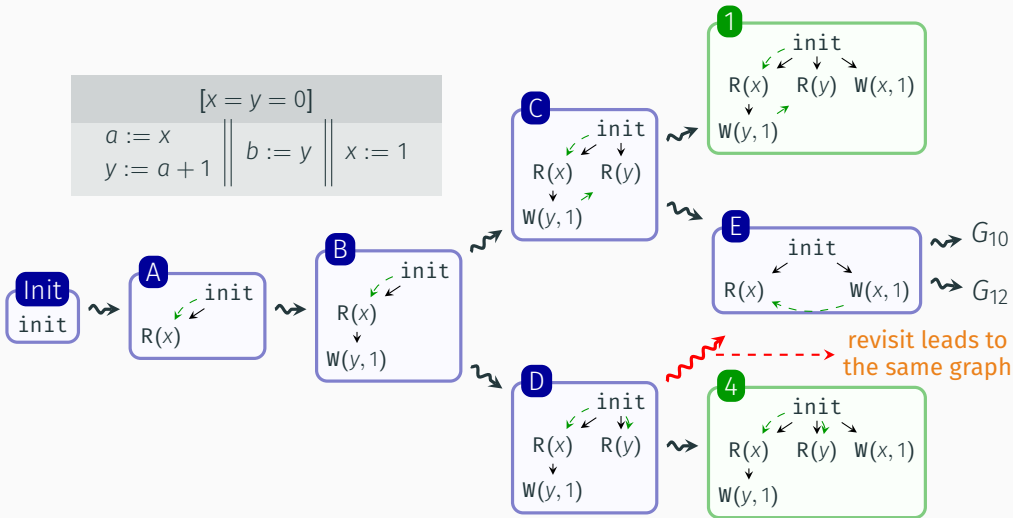 [x = y = 0]
a := x
y := a + 1
b := y
x := 1
Init
init
A
init
R(x)
B
init
R(x)
W(y, 1)
C
init
R(x) R(y)
W(y, 1)
D
init
R(x) R(y)
W(y, 1)
1
init
R(x) R(y) W(x, 1)
W(y, 1)
E
init
R(x) W(x, 1)
G10
G12
revisit leads to
the same graph
4
init
R(x) R(y) W(x, 1)
W(y, 1)